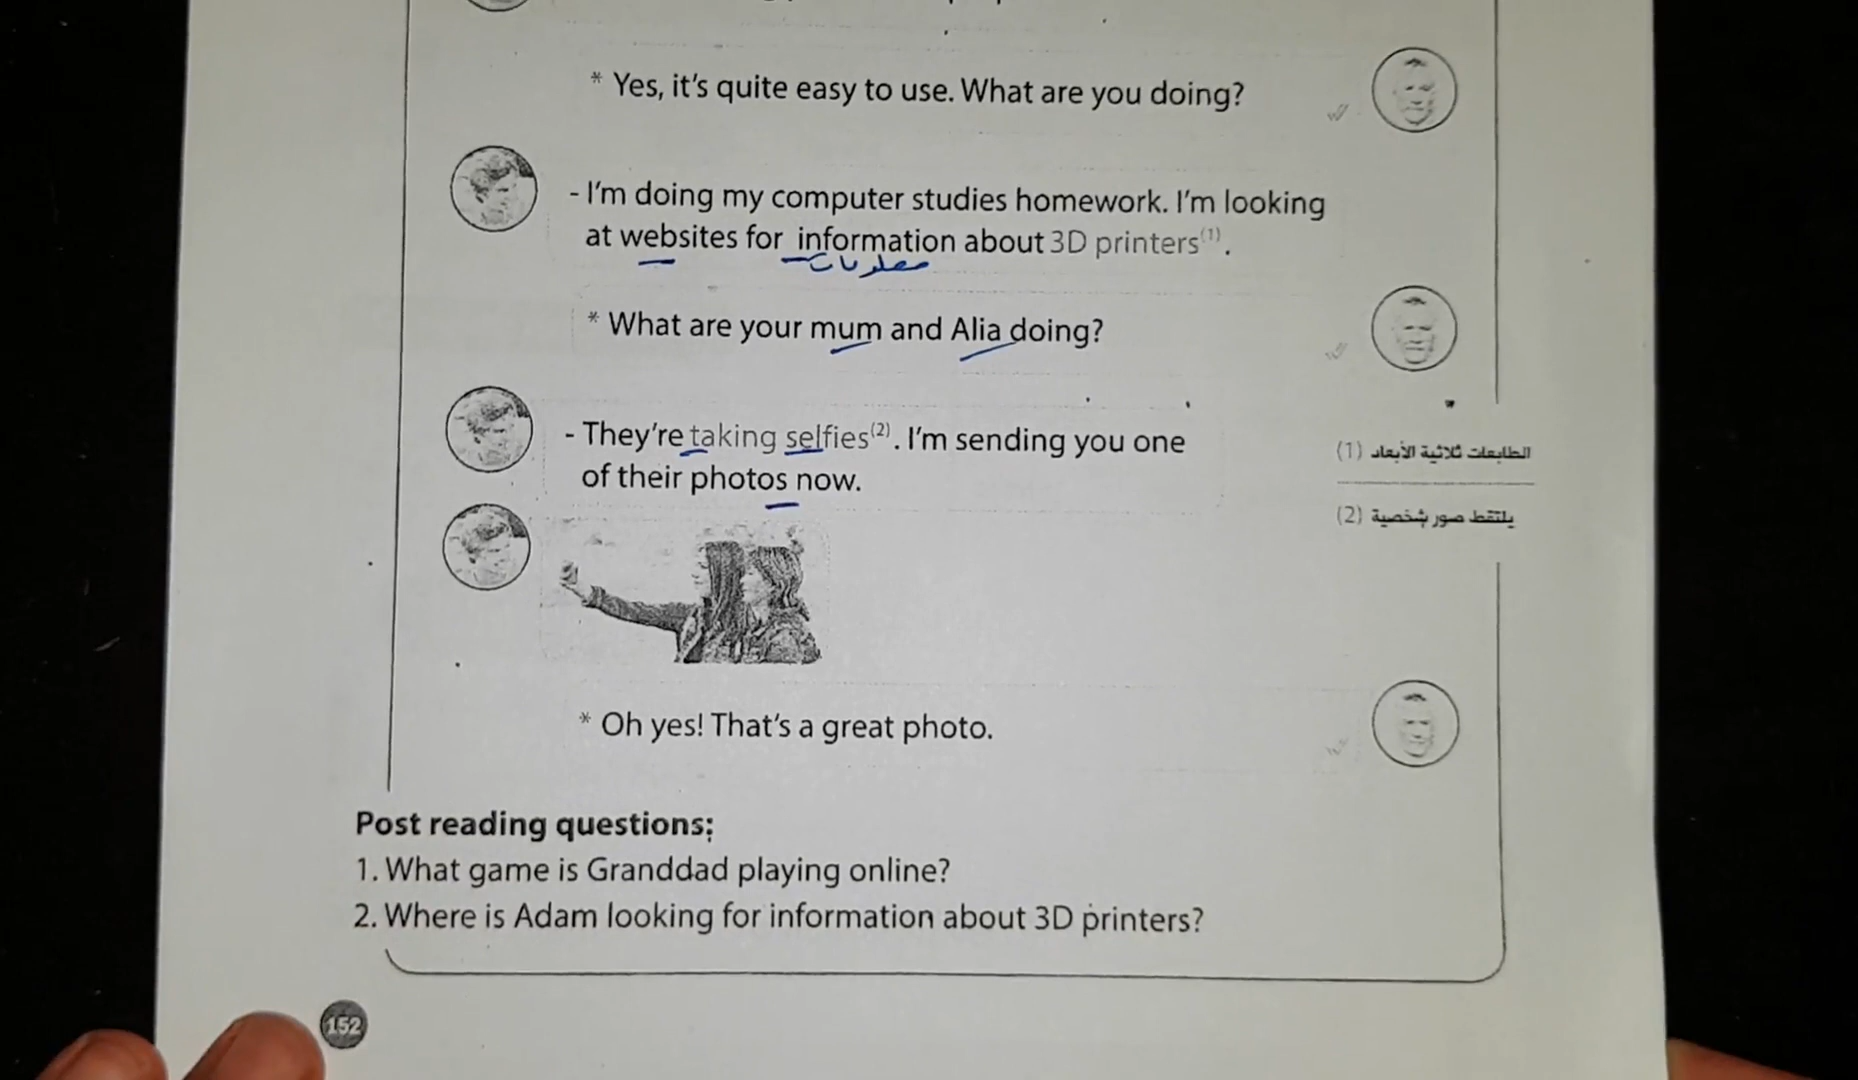 * Yes, it's quite easy to use. What are you doing?
- I'm doing my computer studies homework. I'm looking
at websites for information about 3D printers(1).
معلومات
* What are your mum and Alia doing?
- They're taking selfies(2). I'm sending you one
of their photos now.
(1) الطابعات ثلاثية الأبعاد
(2) يلتقط صور شخصية
* Oh yes! That's a great photo.
Post reading questions:
1. What game is Granddad playing online?
2. Where is Adam looking for information about 3D printers?
152